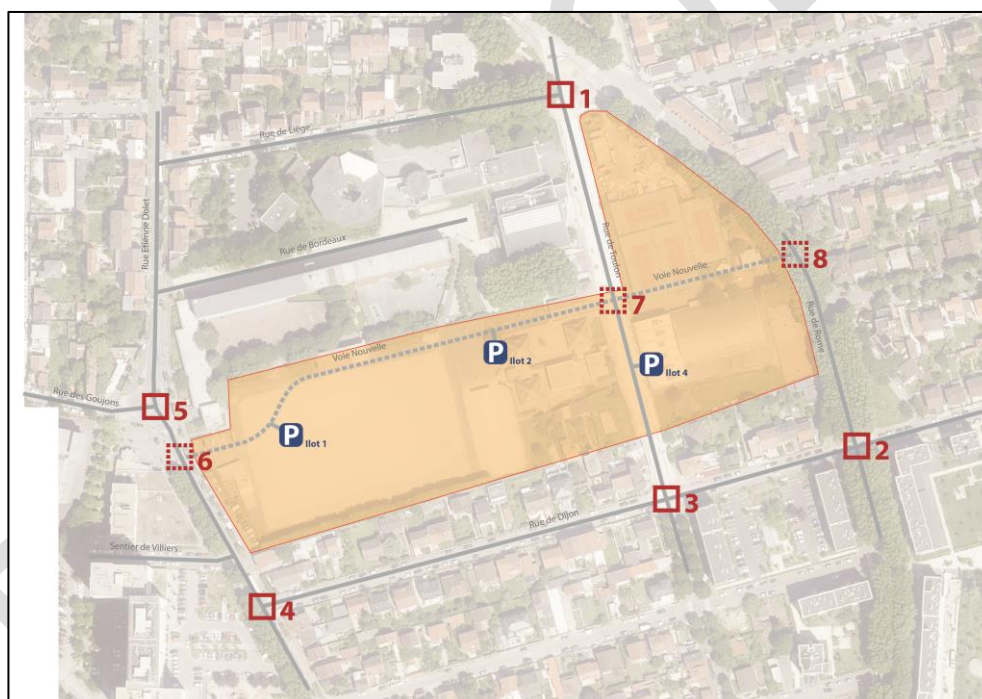 1
Rue de Liège
Rue Etienne Dolet
Rue de Bordeaux
Rue de Toulon
Voie Nouvelle
8
7
Rue de Rome
Voie Nouvelle
P Ilot 2
P Ilot 4
Rue des Goujons
5
P Ilot 1
6
2
3
Rue de Dijon
Sentier de Villiers
4